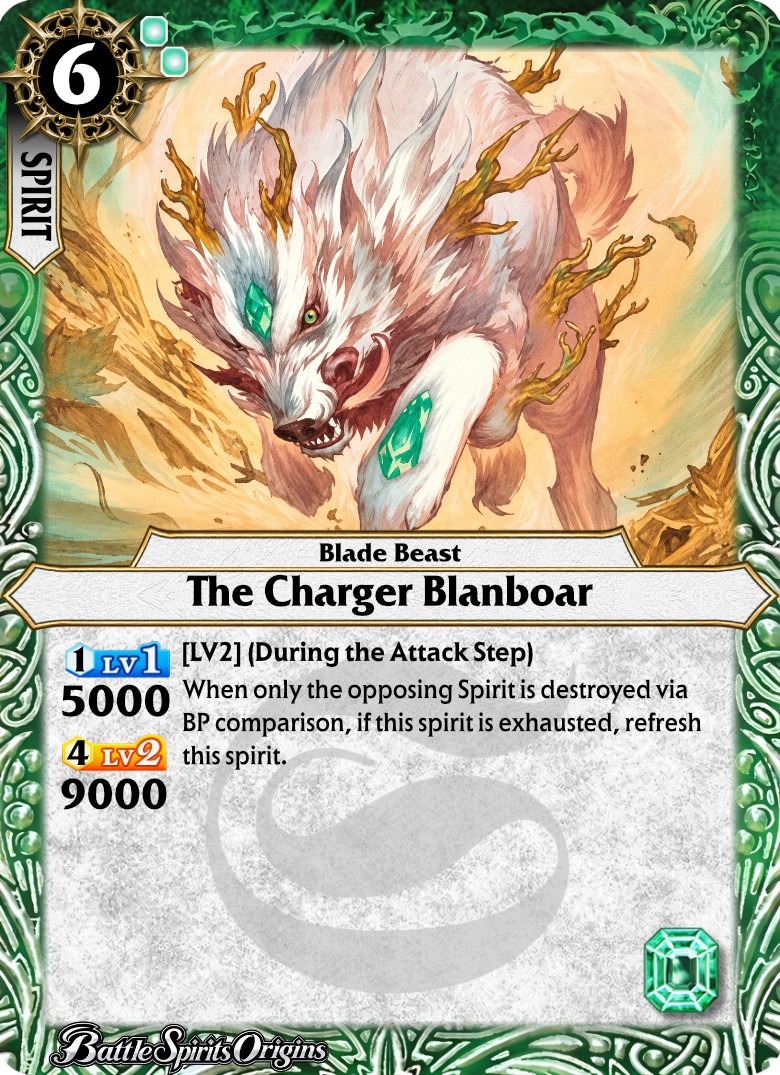 6
SPIRIT
Blade Beast
The Charger Blanboar
1 LV1
5000
4 LV2
9000
[LV2] (During the Attack Step)
When only the opposing Spirit is destroyed via
BP comparison, if this spirit is exhausted, refresh
this spirit.
Battle Spirits Origins